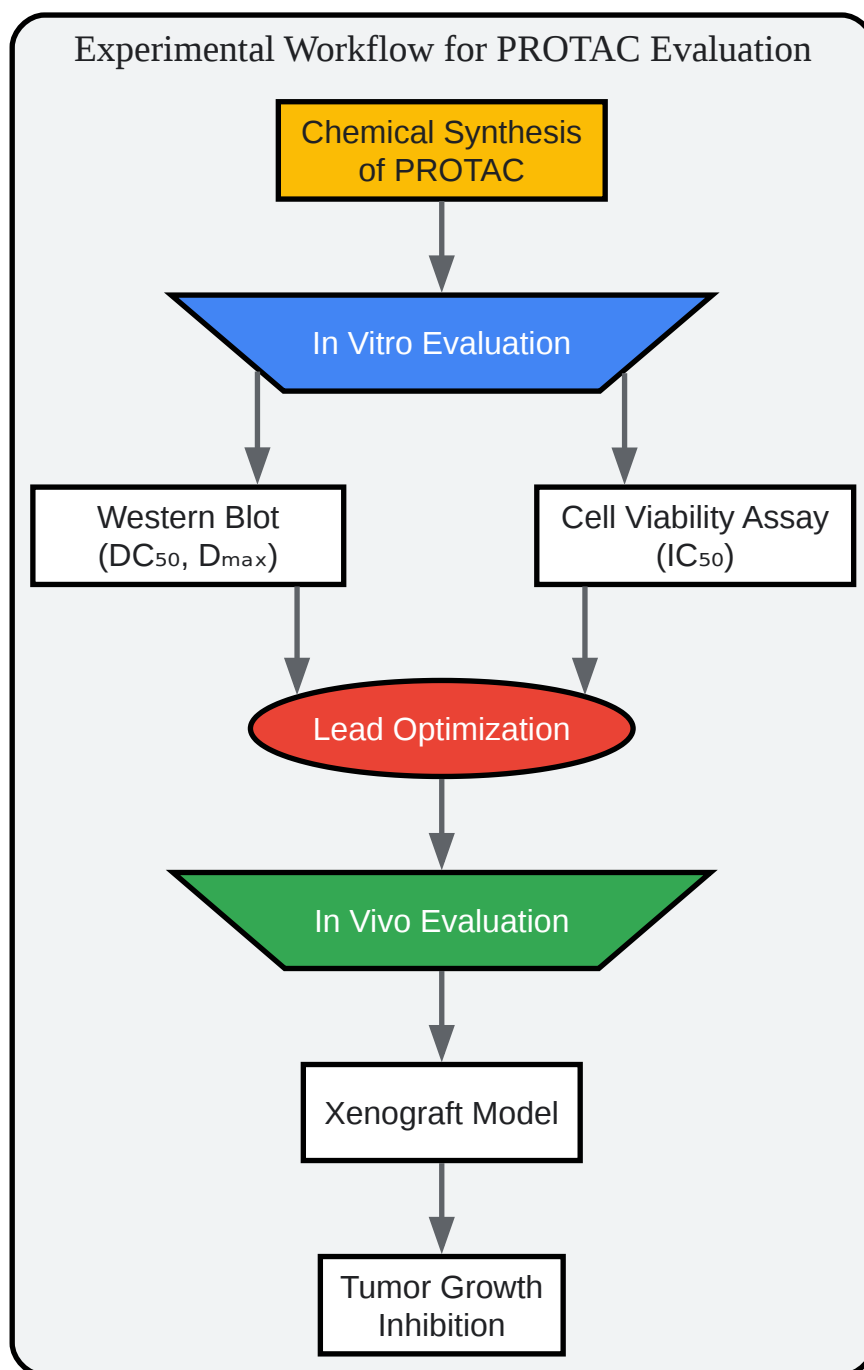 Experimental Workflow for PROTAC Evaluation
Chemical Synthesis
of PROTAC
In Vitro Evaluation
Western Blot
(DC₅₀, Dₘₐₓ)
Cell Viability Assay
(IC₅₀)
Lead Optimization
In Vivo Evaluation
Xenograft Model
Tumor Growth
Inhibition